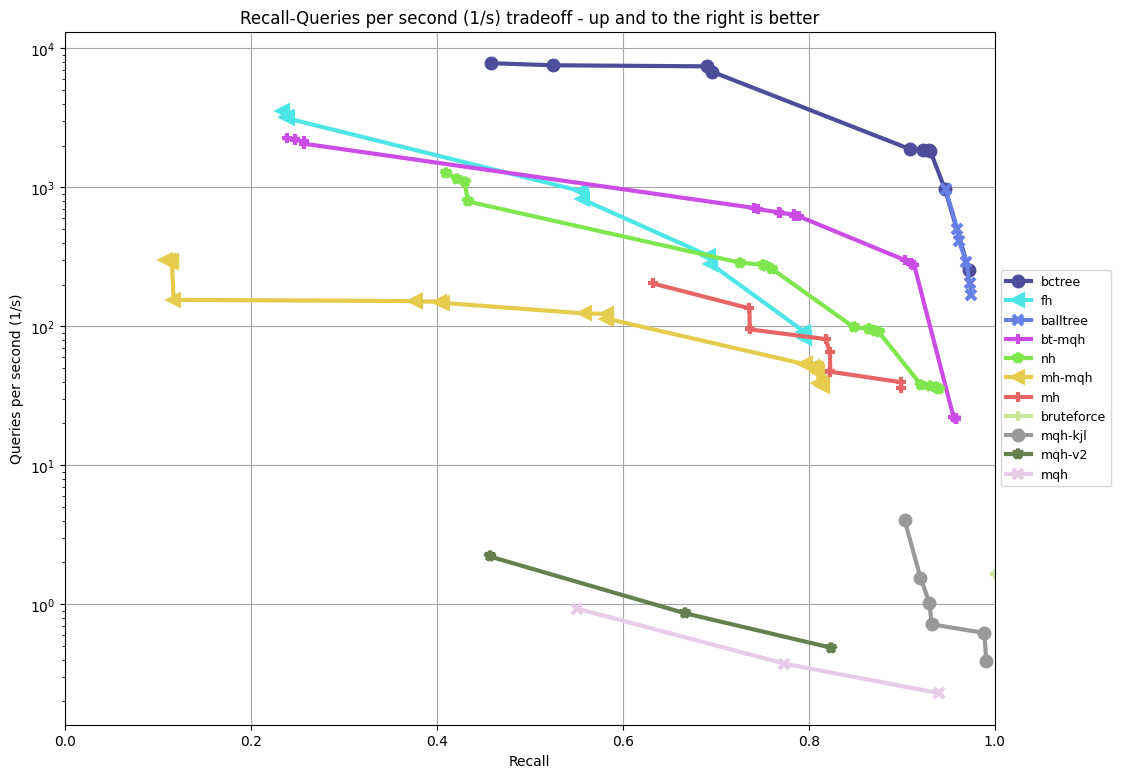 Recall-Queries per second (1/s) tradeoff - up and to the right is better
Queries per second (1/s)
10⁴
10³
10²
10¹
10⁰
0.0
0.2
0.4
0.6
0.8
1.0
Recall
bctree
fh
balltree
bt-mqh
nh
mh-mqh
mh
bruteforce
mqh-kjl
mqh-v2
mqh